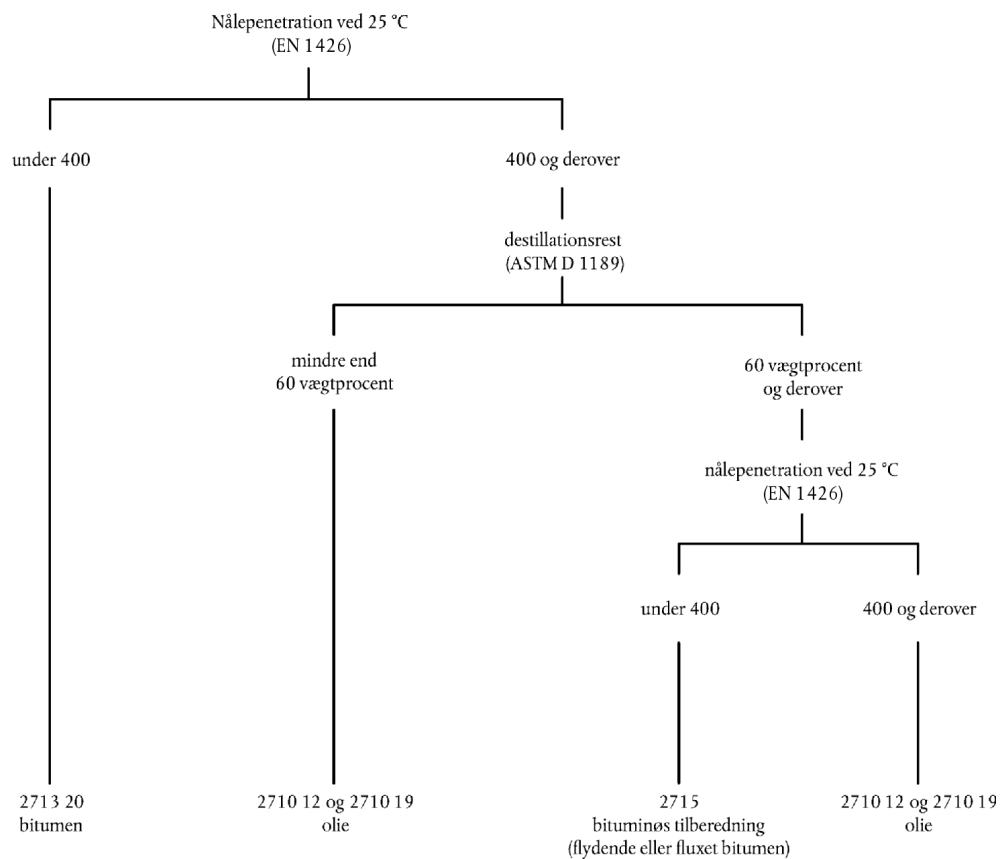 Nålepenetration ved 25 °C
(EN 1426)
under 400
400 og derover
destillationsrest
(ASTM D 1189)
mindre end
60 vægtprocent
60 vægtprocent
og derover
nålepenetration ved 25 °C
(EN 1426)
under 400
400 og derover
2713 20
bitumen
2710 12 og 2710 19
olie
2715
bituminøs tilberedning
(flydende eller fluxet bitumen)
2710 12 og 2710 19
olie